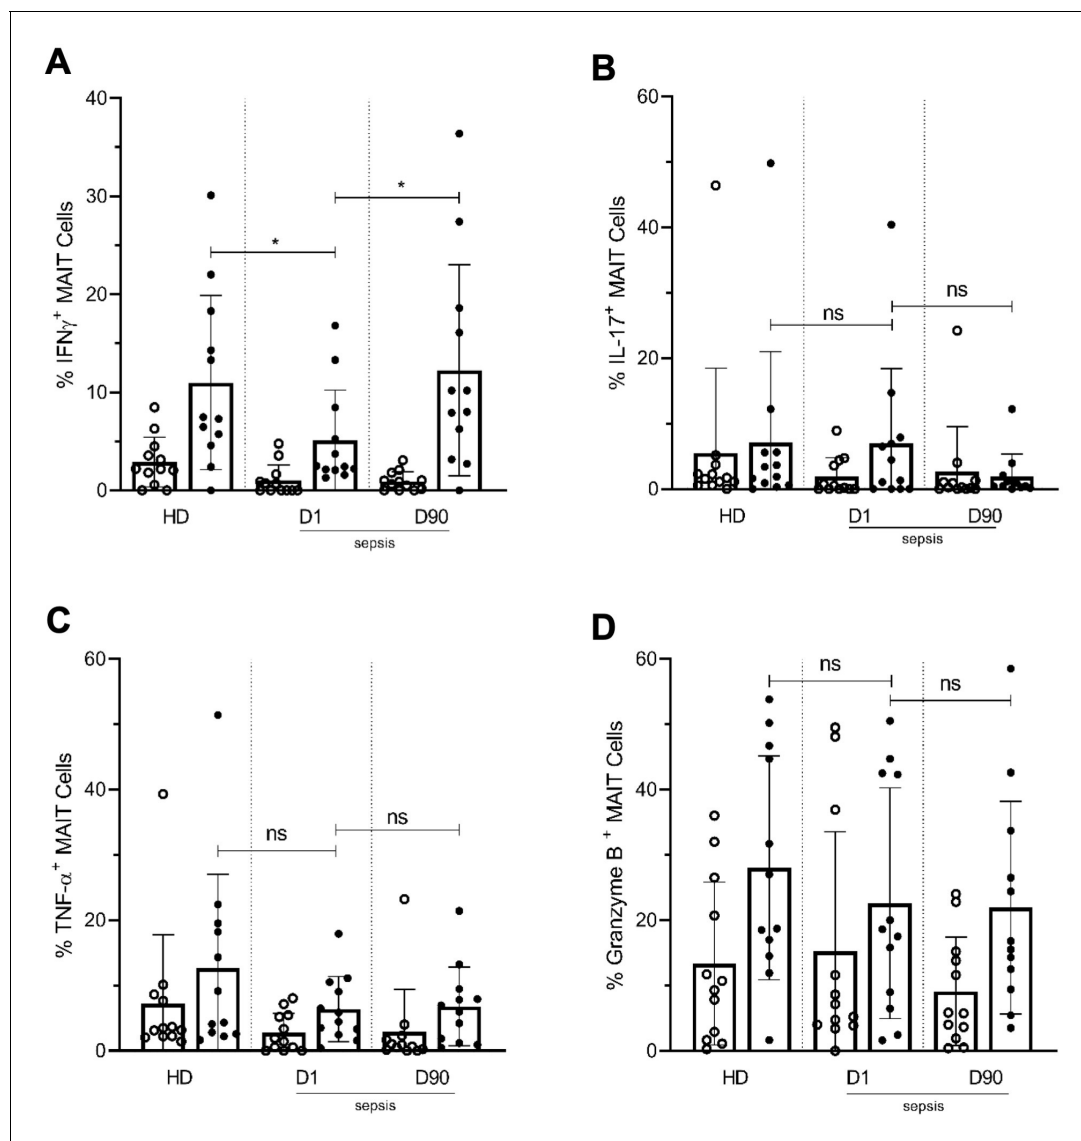 A
% IFNγ⁺ MAIT Cells
40
30
20
10
0
*
*
HD
D1
D90
sepsis
B
% IL-17⁺ MAIT Cells
60
40
20
0
ns
ns
HD
D1
D90
sepsis
C
% TNF-α⁺ MAIT Cells
60
40
20
0
ns
ns
HD
D1
D90
sepsis
D
% Granzyme B ⁺ MAIT Cells
60
40
20
0
ns
ns
HD
D1
D90
sepsis